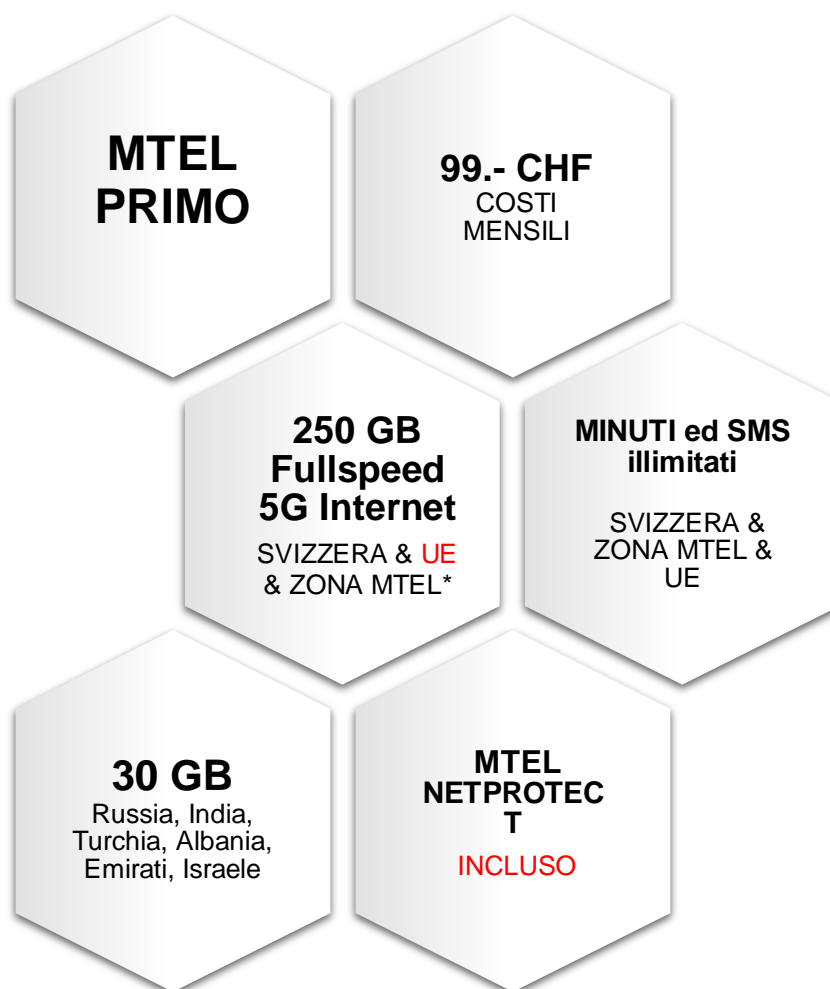 MTEL
PRIMO
99.- CHF
COSTI
MENSILI
250 GB
Fullspeed
5G Internet
SVIZZERA & UE
& ZONA MTEL*
MINUTI ed SMS
illimitati
SVIZZERA &
ZONA MTEL &
UE
30 GB
Russia, India,
Turchia, Albania,
Emirati, Israele
MTEL
NETPROTEC
T
INCLUSO